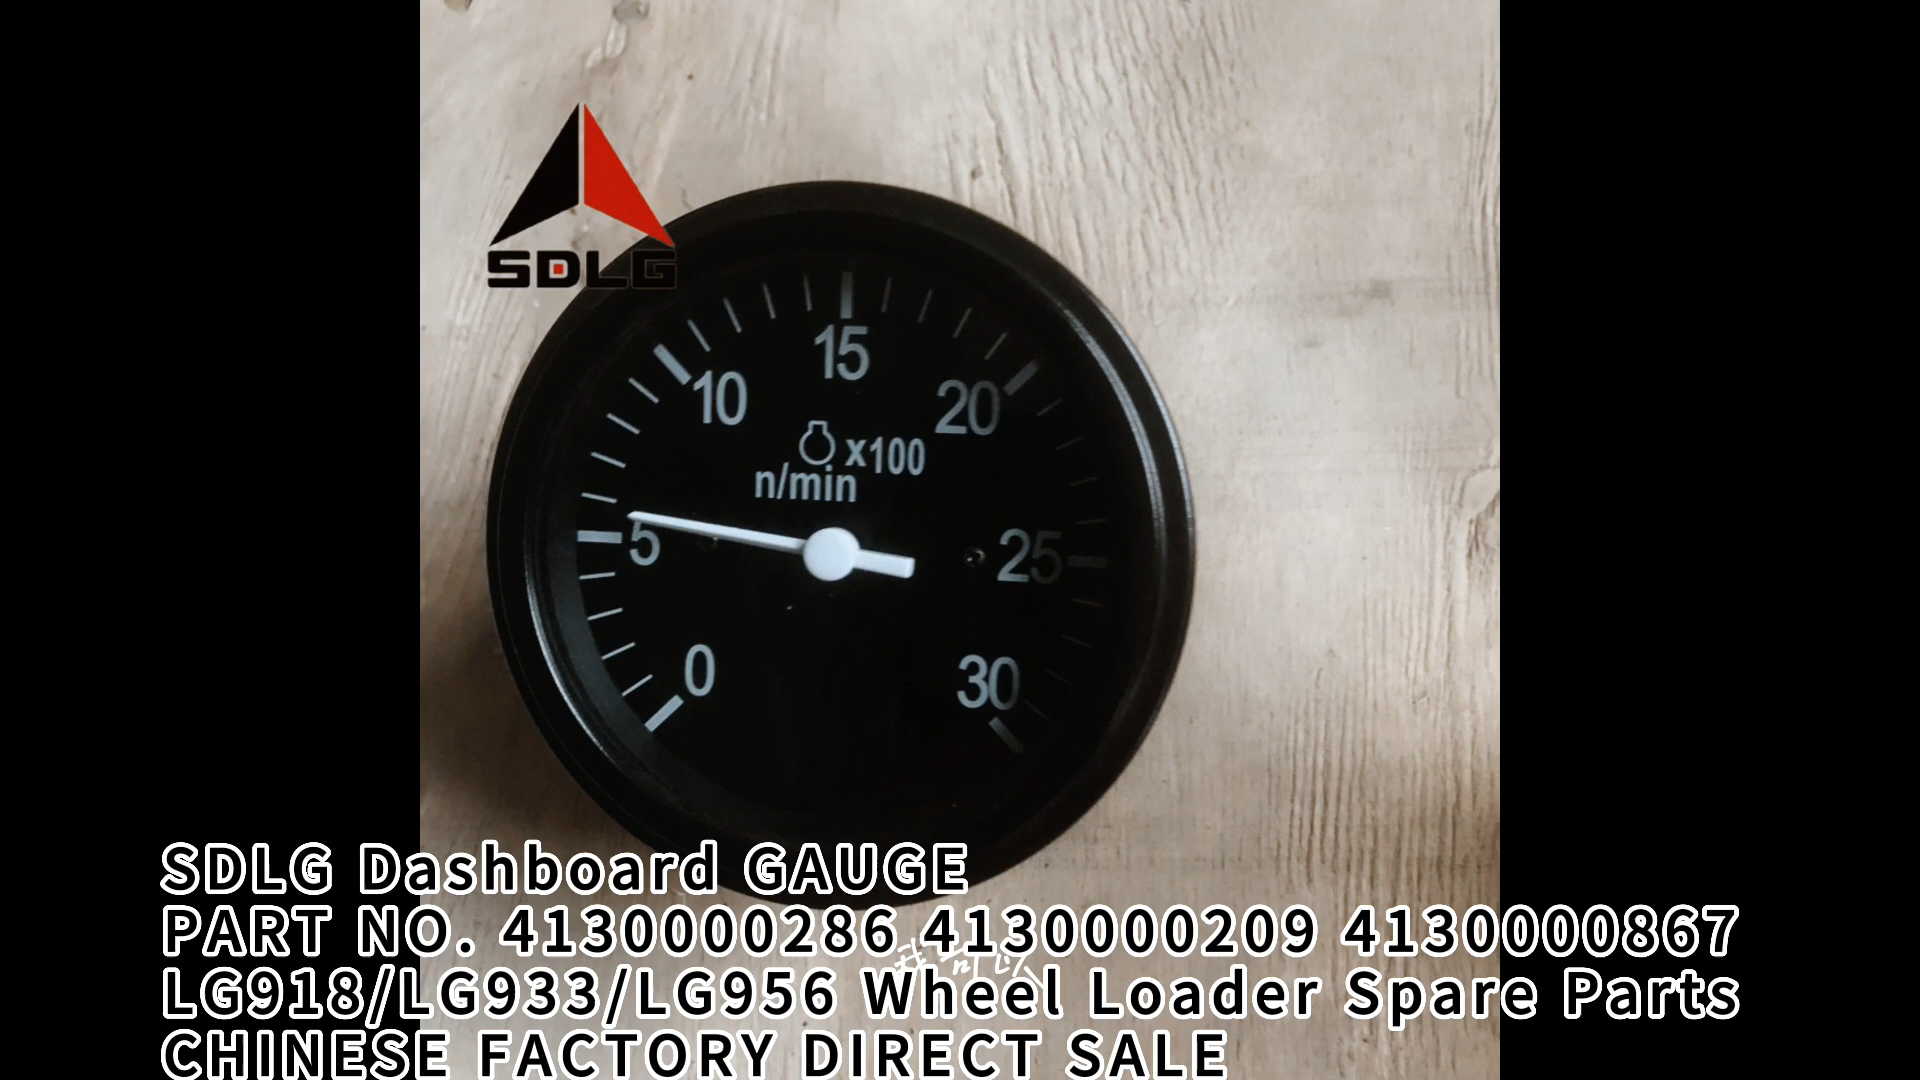 SDLG
15
10
20
x100
n/min
5
25
0
30
SDLG Dashboard GAUGE
PART NO. 4130000286 4130000209 4130000867
LG918/LG933/LG956 Wheel Loader Spare Parts
CHINESE FACTORY DIRECT SALE